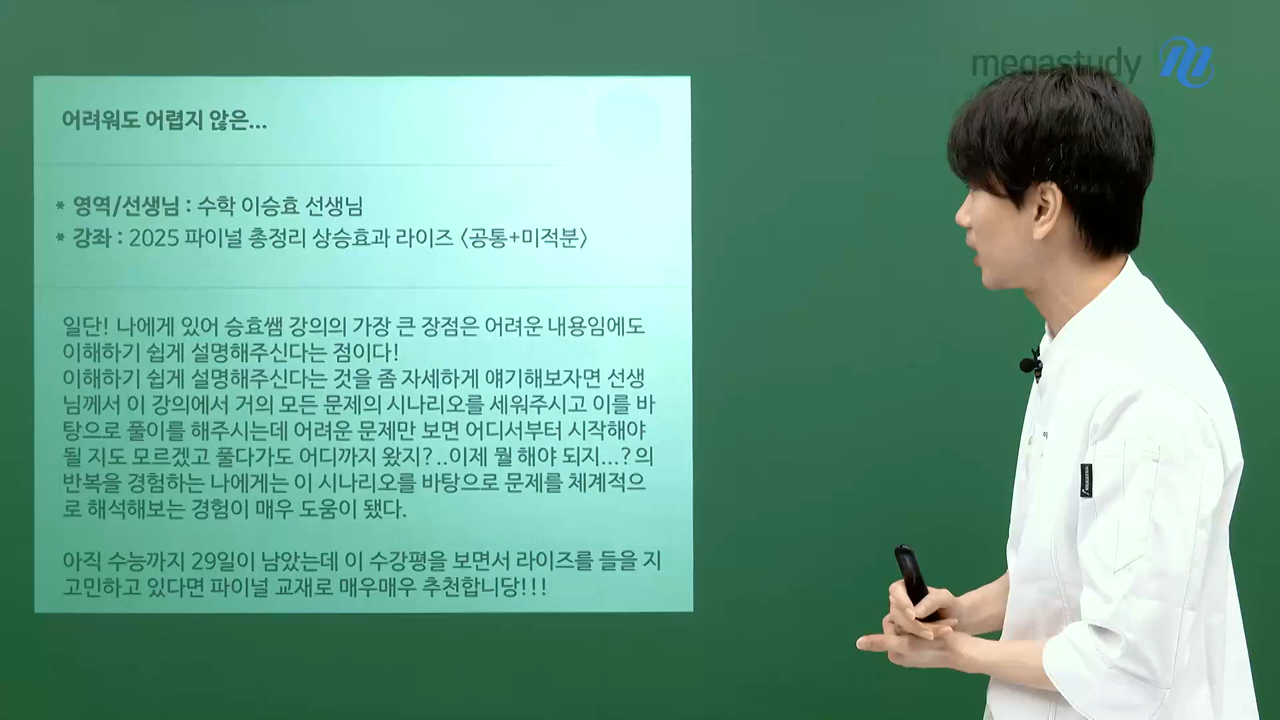 megastudy
어려워도 어렵지 않은...
* 영역/선생님 : 수학 이승효 선생님
* 강좌 : 2025 파이널 총정리 상승효과 라이즈 <공통+미적분>
일단! 나에게 있어 승효쌤 강의의 가장 큰 장점은 어려운 내용임에도
이해하기 쉽게 설명해주신다는 점이다!
이해하기 쉽게 설명해주신다는 것을 좀 자세하게 얘기해보자면 선생
님께서 이 강의에서 거의 모든 문제의 시나리오를 세워주시고 이를 바
탕으로 풀이를 해주시는데 어려운 문제만 보면 어디서부터 시작해야
될 지도 모르겠고 풀다가도 어디까지 왔지?..이제 뭘 해야 되지...?의
반복을 경험하는 나에게는 이 시나리오를 바탕으로 문제를 체계적으
로 해석해보는 경험이 매우 도움이 됐다.
아직 수능까지 29일이 남았는데 이 수강평을 보면서 라이즈를 들을 지
고민하고 있다면 파이널 교재로 매우매우 추천합니당!!!